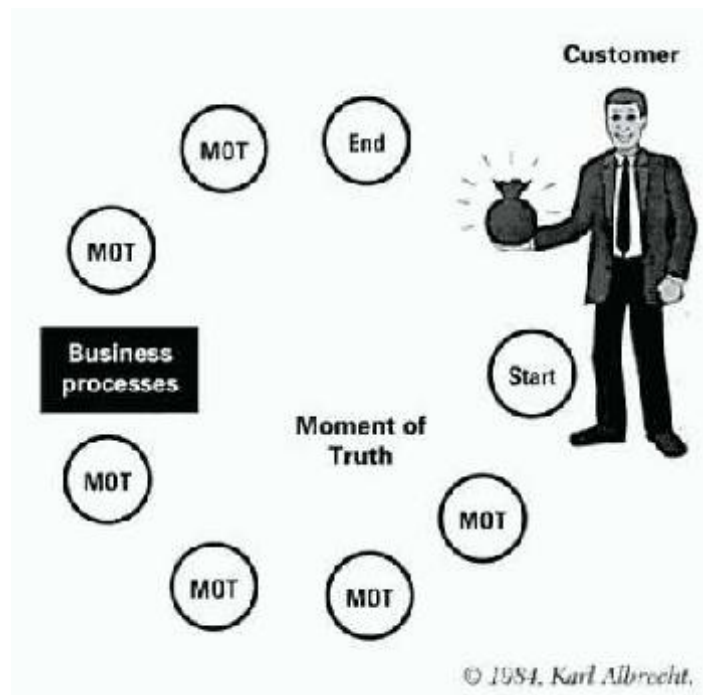 Customer
MOT
End
MOT
Business
processes
Start
Moment of
Truth
MOT
MOT
MOT
MOT
© 1984, Karl Albrecht.